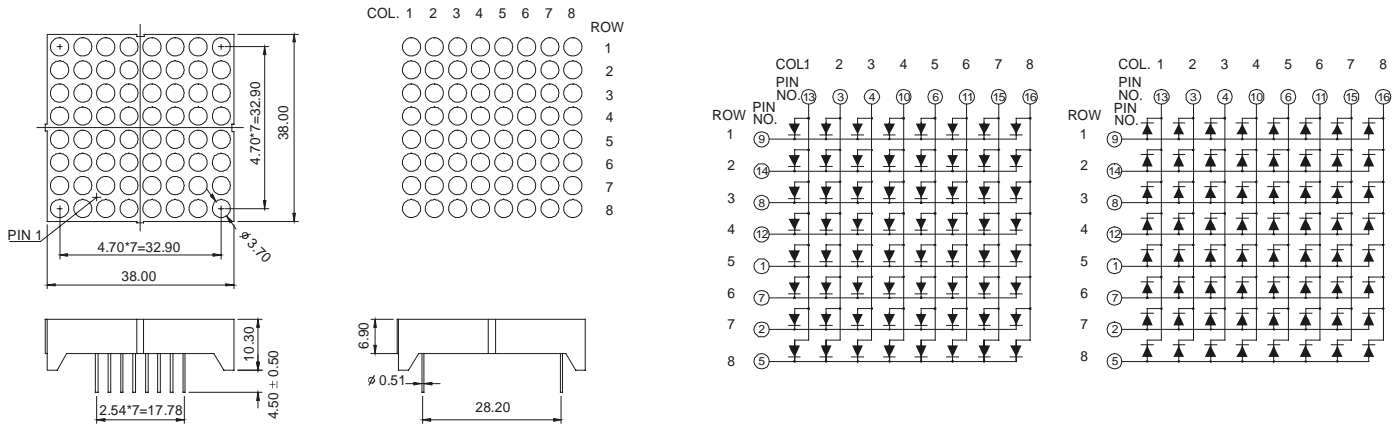 4.70*7=32.90
38.00
PIN 1
ø3.70
4.70*7=32.90
38.00
10.30
4.50 ± 0.50
2.54*7=17.78
COL. 1 2 3 4 5 6 7 8
ROW
1
2
3
4
5
6
7
8
6.90
ø 0.51
28.20
COL.1 2 3 4 5 6 7 8
PIN
NO. 13 3 4 10 6 11 15 16
PIN
ROW NO.
1 9
2 14
3 8
4 12
5 1
6 7
7 2
8 5
COL. 1 2 3 4 5 6 7 8
PIN
NO. 13 3 4 10 6 11 15 16
PIN
ROW NO.
1 9
2 14
3 8
4 12
5 1
6 7
7 2
8 5